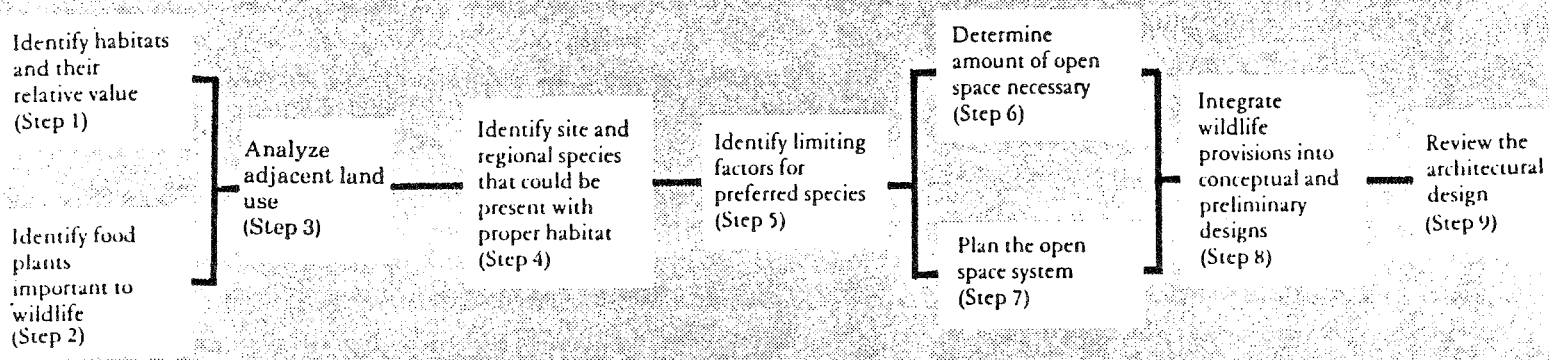 Identify habitats
and their
relative value
(Step 1)
Identify food
plants
important to
wildlife
(Step 2)
Analyze
adjacent land
use
(Step 3)
Identify site and
regional species
that could be
present with
proper habitat
(Step 4)
Identify limiting
factors for
preferred species
(Step 5)
Determine
amount of open
space necessary
(Step 6)
Plan the open
space system
(Step 7)
Integrate
wildlife
provisions into
conceptual and
preliminary
designs
(Step 8)
Review the
architectural
design
(Step 9)